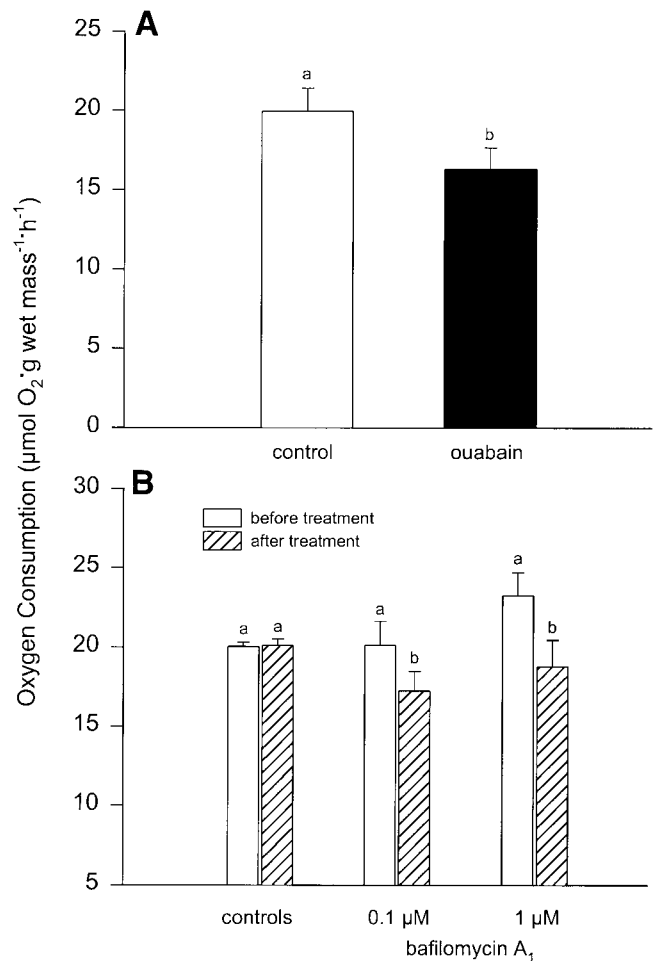 A
25
20
15
10
5
0
a
b
control
ouabain
Oxygen Consumption (µmol O₂·g wet mass⁻¹·h⁻¹)
B
30
25
20
15
10
5
before treatment
after treatment
a a
a
b
a
b
controls
0.1 µM
1 µM
bafilomycin A₁